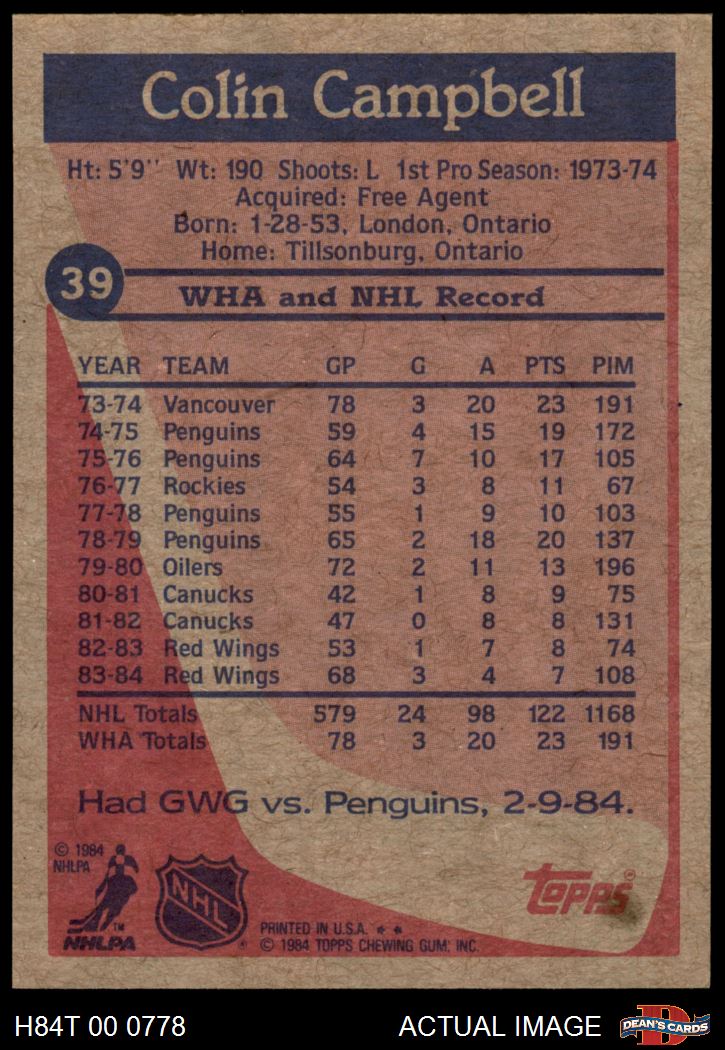 Colin Campbell
Ht: 5'9'' Wt: 190 Shoots: L 1st Pro Season: 1973-74
Acquired: Free Agent
Born: 1-28-53, London, Ontario
Home: Tillsonburg, Ontario
39
WHA and NHL Record
YEAR TEAM GP G A PTS PIM
73-74 Vancouver 78 3 20 23 191
74-75 Penguins 59 4 15 19 172
75-76 Penguins 64 7 10 17 105
76-77 Rockies 54 3 8 11 67
77-78 Penguins 55 1 9 10 103
78-79 Penguins 65 2 18 20 137
79-80 Oilers 72 2 11 13 196
80-81 Canucks 42 1 8 9 75
81-82 Canucks 47 0 8 8 131
82-83 Red Wings 53 1 7 8 74
83-84 Red Wings 68 3 4 7 108
NHL Totals 579 24 98 122 1168
WHA Totals 78 3 20 23 191
Had GWG vs. Penguins, 2-9-84.
© 1984
NHLPA
TM
NHLPA
NHL
®
topps®
PRINTED IN U.S.A. * *
© 1984 TOPPS CHEWING GUM, INC.
H84T 00 0778 ACTUAL IMAGE
D
DEAN'S CARDS